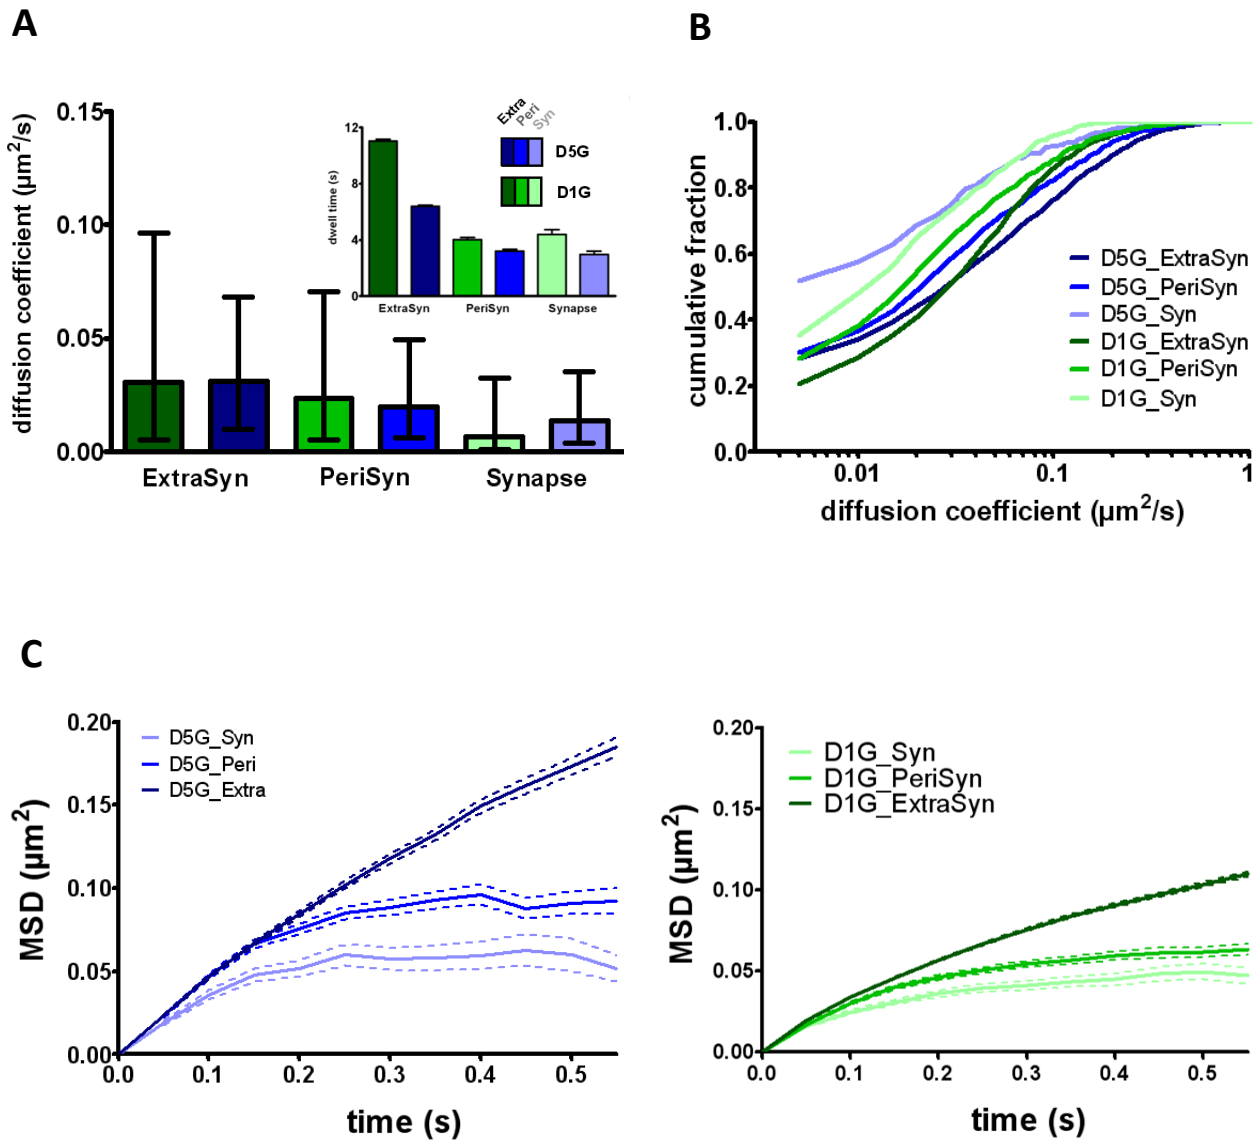 A
diffusion coefficient (µm²/s)
0.15
0.10
0.05
0.00
ExtraSyn
PeriSyn
Synapse
dwell time (s)
12
8
4
0
ExtraSyn
PeriSyn
Synapse
Extra
Peri
Syn
D5G
D1G
B
cumulative fraction
1.0
0.8
0.6
0.4
0.2
0.0
D5G_ExtraSyn
D5G_PeriSyn
D5G_Syn
D1G_ExtraSyn
D1G_PeriSyn
D1G_Syn
0.01
0.1
1
diffusion coefficient (µm²/s)
C
MSD (µm²)
0.20
0.15
0.10
0.05
0.00
D5G_Syn
D5G_Peri
D5G_Extra
0.0
0.1
0.2
0.3
0.4
0.5
time (s)
MSD (µm²)
0.20
0.15
0.10
0.05
0.00
D1G_Syn
D1G_PeriSyn
D1G_ExtraSyn
0.0
0.1
0.2
0.3
0.4
0.5
time (s)